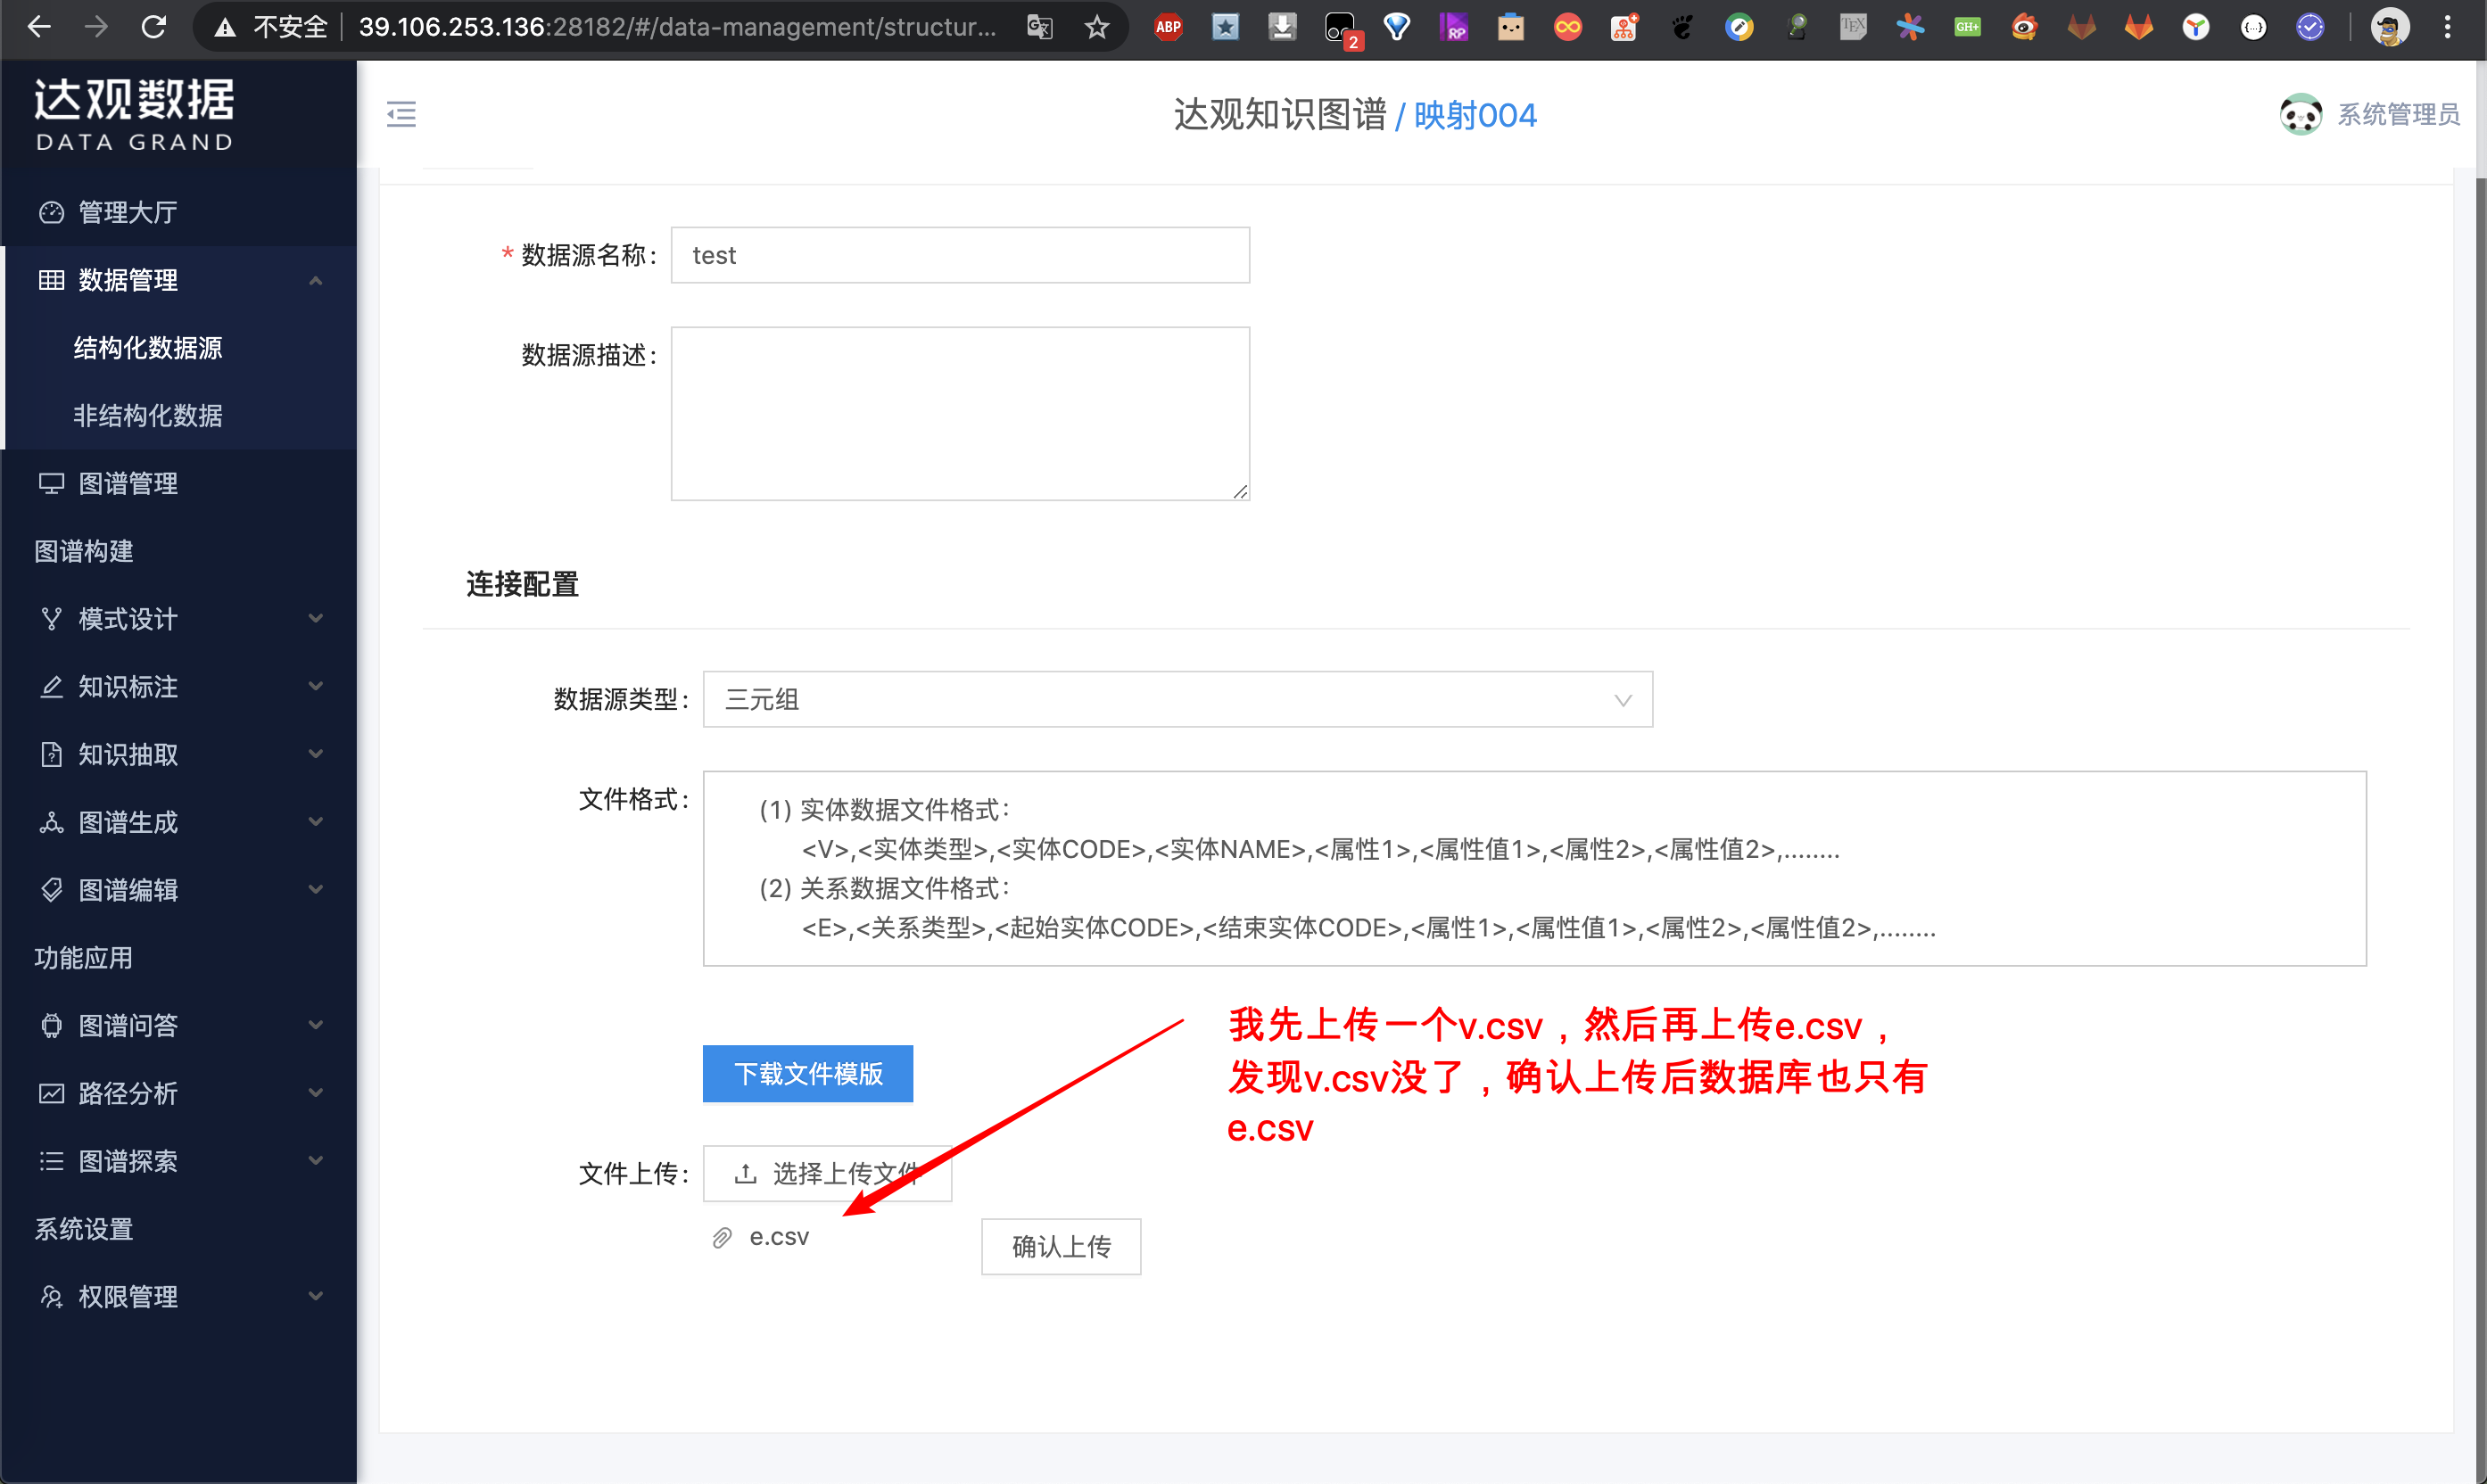 不安全
39.106.253.136:28182/#/data-management/structur...
ABP
2
RP
TEX
GH+
达观数据
DATA GRAND
达观知识图谱 / 映射004
系统管理员
管理大厅
数据管理
结构化数据源
非结构化数据
图谱管理
图谱构建
模式设计
知识标注
知识抽取
图谱生成
图谱编辑
功能应用
图谱问答
路径分析
图谱探索
系统设置
权限管理
* 数据源名称: test
数据源描述:
连接配置
数据源类型: 三元组
文件格式:
(1) 实体数据文件格式:
<V>,<实体类型>,<实体CODE>,<实体NAME>,<属性1>,<属性值1>,<属性2>,<属性值2>,........
(2) 关系数据文件格式:
<E>,<关系类型>,<起始实体CODE>,<结束实体CODE>,<属性1>,<属性值1>,<属性2>,<属性值2>,........
我先上传一个v.csv，然后再上传e.csv，
发现v.csv没了，确认上传后数据库也只有
e.csv
下载文件模版
文件上传: 选择上传文件
e.csv
确认上传